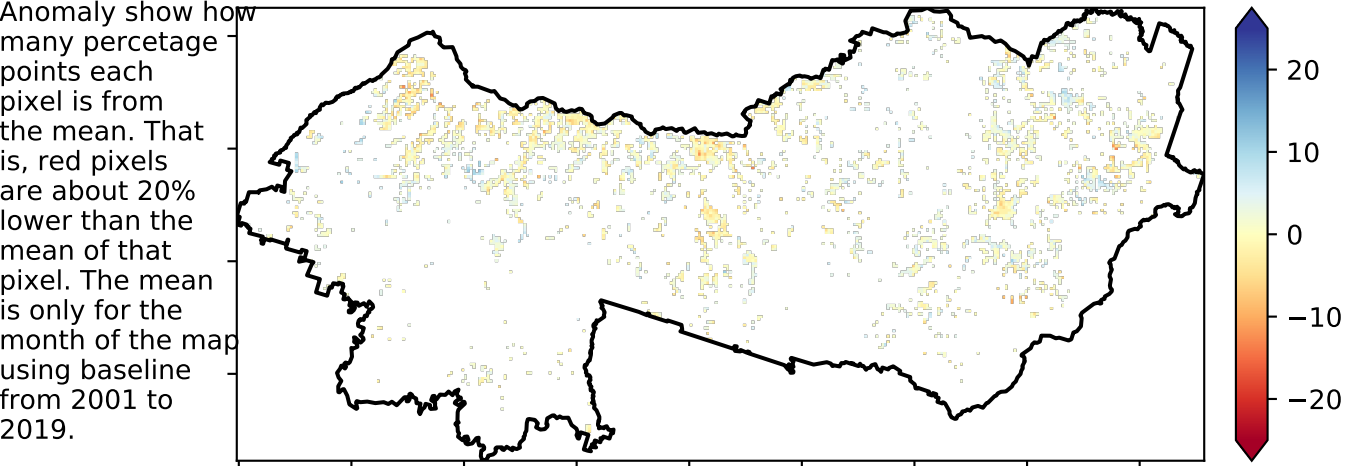 Anomaly show how
many percetage
points each
pixel is from
the mean. That
is, red pixels
are about 20%
lower than the
mean of that
pixel. The mean
is only for the
month of the map
using baseline
from 2001 to
2019.
20
10
0
−10
−20